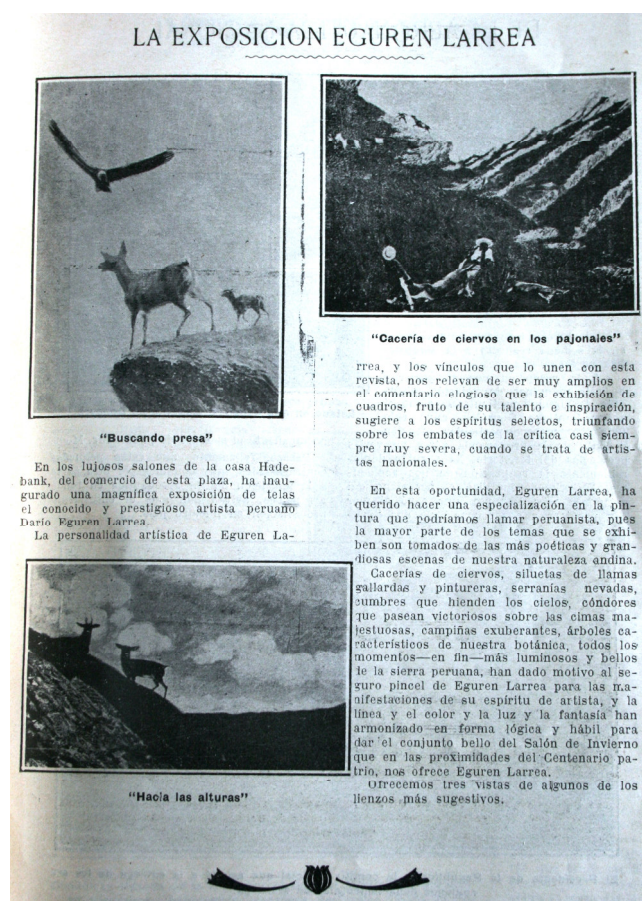 LA EXPOSICION EGUREN LARREA
"Buscando presa"
En los lujosos salones de la casa Hade-
bank, del comercio de esta plaza, ha inau-
gurado una magnífica exposición de telas
el conocido y prestigioso artista peruano
Darío Eguren Larrea.
La personalidad artística de Eguren La-
"Hacia las alturas"
"Cacería de ciervos en los pajonales"
rrea, y los vínculos que lo unen con esta
revista, nos relevan de ser muy amplios en
el comentario elogioso que la exhibición de
cuadros, fruto de su talento e inspiración,
sugiere a los espíritus selectos, triunfando
sobre los embates de la crítica casi siem-
pre muy severa, cuando se trata de artis-
tas nacionales.
En esta oportunidad, Eguren Larrea, ha
querido hacer una especialización en la pin-
tura que podríamos llamar peruanista, pues
la mayor parte de los temas que se exhi-
ben son tomados de las más poéticas y gran-
diosas escenas de nuestra naturaleza andina.
Cacerías de ciervos, siluetas de llamas
gallardas y pintureras, serranías nevadas,
cumbres que hienden los cielos, cóndores
que pasean victoriosos sobre las cimas ma-
jestuosas, campiñas exuberantes, árboles ca-
racterísticos de nuestra botánica, todos los
momentos—en fin—más luminosos y bellos
de la sierra peruana, han dado motivo al se-
guro pincel de Eguren Larrea para las ma-
nifestaciones de su espíritu de artista, y la
línea y el color y la luz y la fantasía han
armonizado en forma lógica y hábil para
dar el conjunto bello del Salón de Invierno
que en las proximidades del Centenario pa-
trio, nos ofrece Eguren Larrea.
Ofrecemos tres vistas de algunos de los
lienzos más sugestivos.